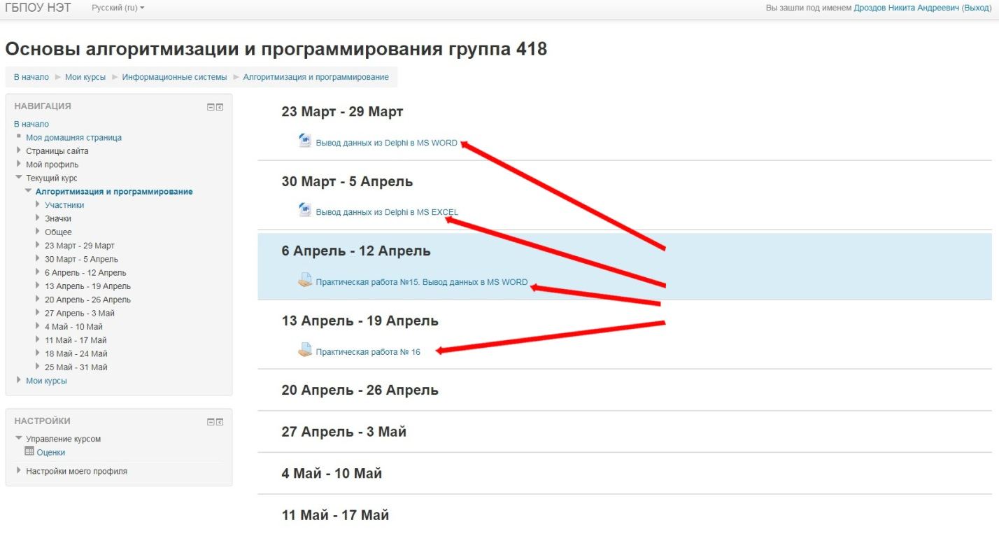 ГБПОУ НЭТ Русский (ru) Вы зашли под именем Дроздов Никита Андреевич (Выход)
Основы алгоритмизации и программирования группа 418
В начало Мои курсы Информационные системы Алгоритмизация и программирование
НАВИГАЦИЯ
В начало
Моя домашняя страница
Страницы сайта
Мой профиль
Текущий курс
Алгоритмизация и программирование
Участники
Значки
Общее
23 Март - 29 Март
30 Март - 5 Апрель
6 Апрель - 12 Апрель
13 Апрель - 19 Апрель
20 Апрель - 26 Апрель
27 Апрель - 3 Май
4 Май - 10 Май
11 Май - 17 Май
18 Май - 24 Май
25 Май - 31 Май
Мои курсы
НАСТРОЙКИ
Управление курсом
Оценки
Настройки моего профиля
23 Март - 29 Март
Вывод данных из Delphi в MS WORD
30 Март - 5 Апрель
Вывод данных из Delphi в MS EXCEL
6 Апрель - 12 Апрель
Практическая работа №15. Вывод данных в MS WORD
13 Апрель - 19 Апрель
Практическая работа № 16
20 Апрель - 26 Апрель
27 Апрель - 3 Май
4 Май - 10 Май
11 Май - 17 Май